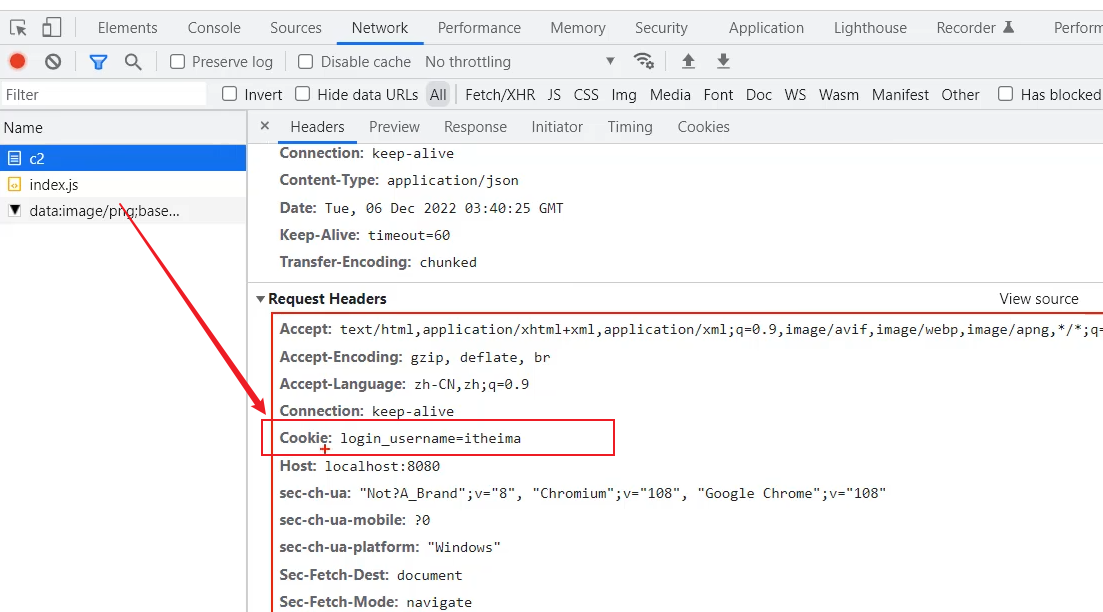 Elements Console Sources Network Performance Memory Security Application Lighthouse Recorder Perform
Preserve log Disable cache No throttling
Filter Invert Hide data URLs All Fetch/XHR JS CSS Img Media Font Doc WS Wasm Manifest Other Has blocked
Name × Headers Preview Response Initiator Timing Cookies
c2
index.js
data:image/png;base...
Connection: keep-alive
Content-Type: application/json
Date: Tue, 06 Dec 2022 03:40:25 GMT
Keep-Alive: timeout=60
Transfer-Encoding: chunked
Request Headers View source
Accept: text/html,application/xhtml+xml,application/xml;q=0.9,image/avif,image/webp,image/apng,*/*;q=
Accept-Encoding: gzip, deflate, br
Accept-Language: zh-CN,zh;q=0.9
Connection: keep-alive
Cookie: login_username=itheima
Host: localhost:8080
sec-ch-ua: "Not?A_Brand";v="8", "Chromium";v="108", "Google Chrome";v="108"
sec-ch-ua-mobile: ?0
sec-ch-ua-platform: "Windows"
Sec-Fetch-Dest: document
Sec-Fetch-Mode: navigate